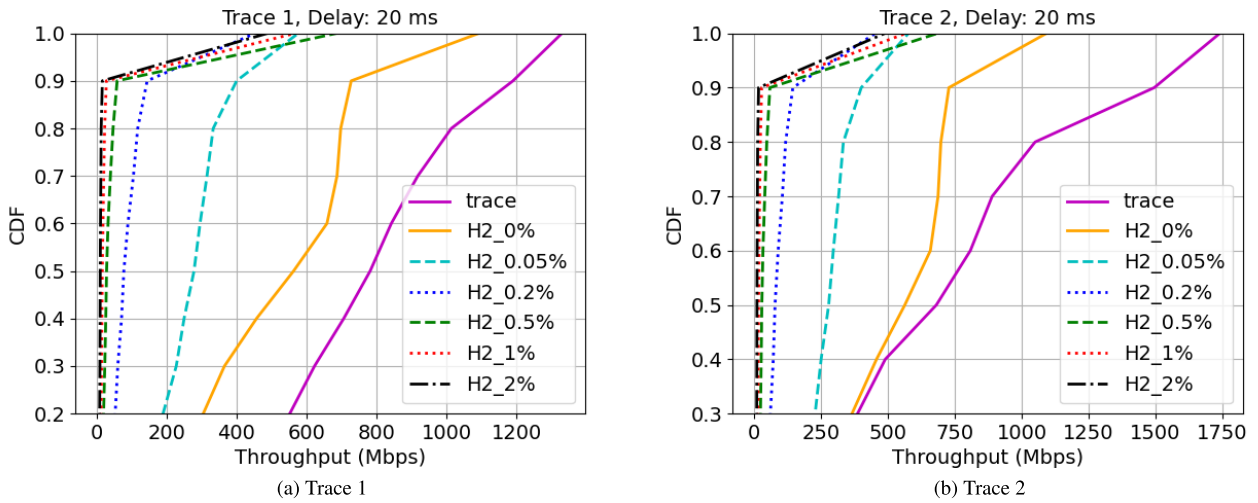 Trace 1, Delay: 20 ms
1.0
0.9
0.8
0.7
0.6
0.5
0.4
0.3
0.2
CDF
trace
H2_0%
H2_0.05%
H2_0.2%
H2_0.5%
H2_1%
H2_2%
0 200 400 600 800 1000 1200
Throughput (Mbps)
(a) Trace 1
Trace 2, Delay: 20 ms
1.0
0.9
0.8
0.7
0.6
0.5
0.4
0.3
CDF
trace
H2_0%
H2_0.05%
H2_0.2%
H2_0.5%
H2_1%
H2_2%
0 250 500 750 1000 1250 1500 1750
Throughput (Mbps)
(b) Trace 2